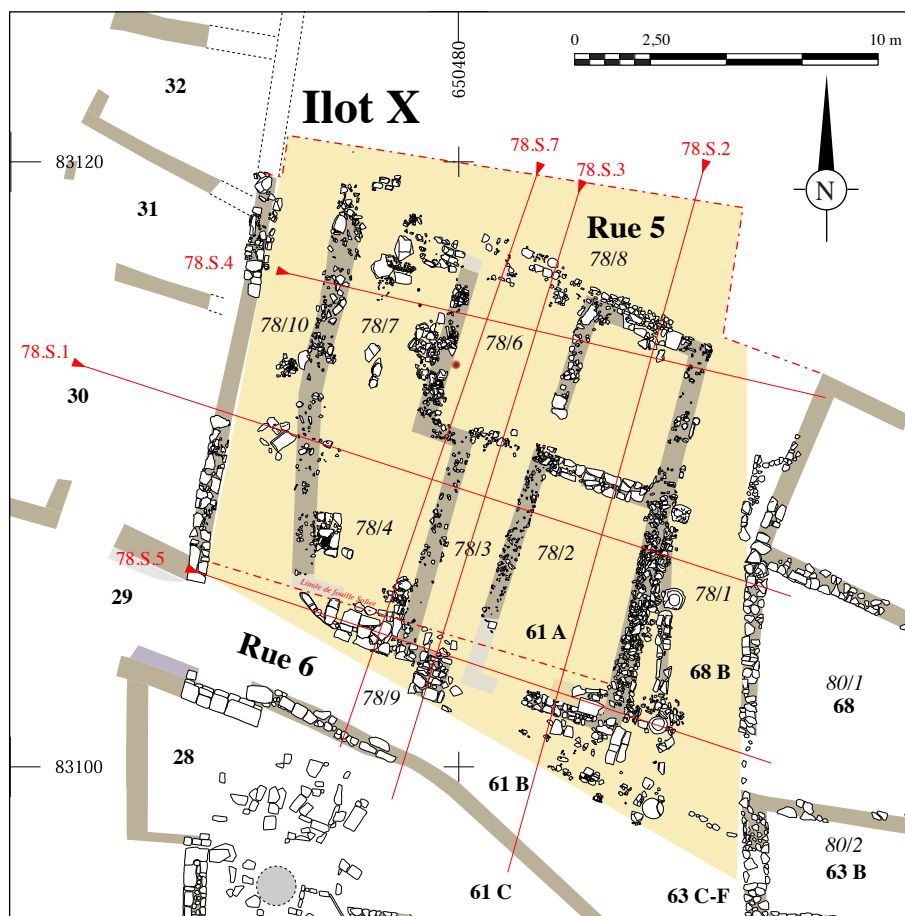 0
2,50
10 m
650480
32
Ilot X
83120
78.S.7
78.S.3
78.S.2
N
31
Rue 5
78/8
78.S.4
78/10
78/7
78/6
78.S.1
30
78/4
78/3
78/2
78/1
78.S.5
Limite de fouille Solier
29
61 A
Rue 6
68 B
78/9
80/1
68
28
83100
61 B
80/2
63 B
61 C
63 C-F